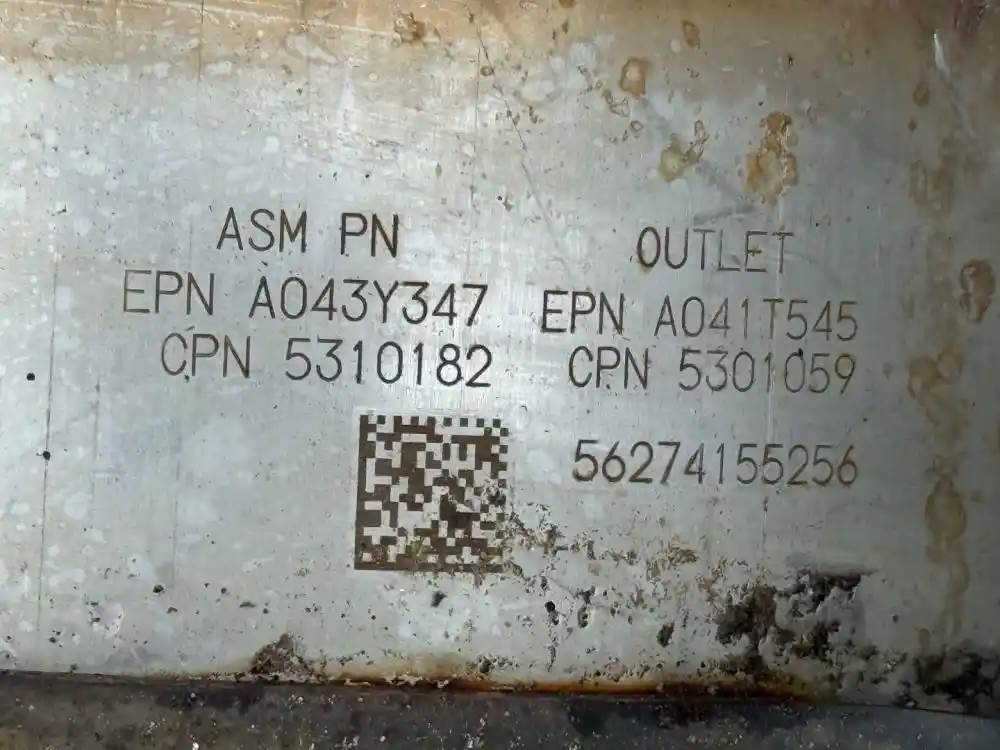 ASM PN
EPN A043Y347
CPN 5310182
OUTLET
EPN A041T545
CPN 5301059
56274155256